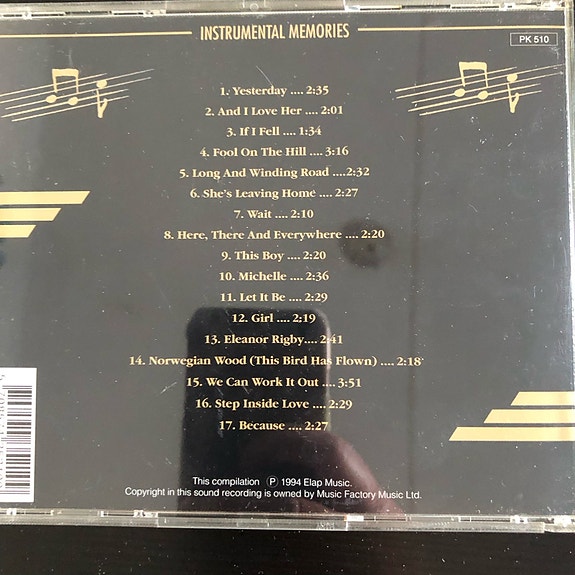 INSTRUMENTAL MEMORIES
PK 510
1. Yesterday .... 2:35
2. And I Love Her .... 2:01
3. If I Fell .... 1:34
4. Fool On The Hill .... 3:16
5. Long And Winding Road ....2:32
6. She's Leaving Home .... 2:27
7. Wait .... 2:10
8. Here, There And Everywhere .... 2:20
9. This Boy .... 2:20
10. Michelle .... 2:36
11. Let It Be .... 2:29
12. Girl .... 2:19
13. Eleanor Rigby.... 2:41
14. Norwegian Wood (This Bird Has Flown) .... 2:18
15. We Can Work It Out .... 3:51
16. Step Inside Love .... 2:29
17. Because .... 2:27
This compilation Ⓟ 1994 Elap Music.
Copyright in this sound recording is owned by Music Factory Music Ltd.